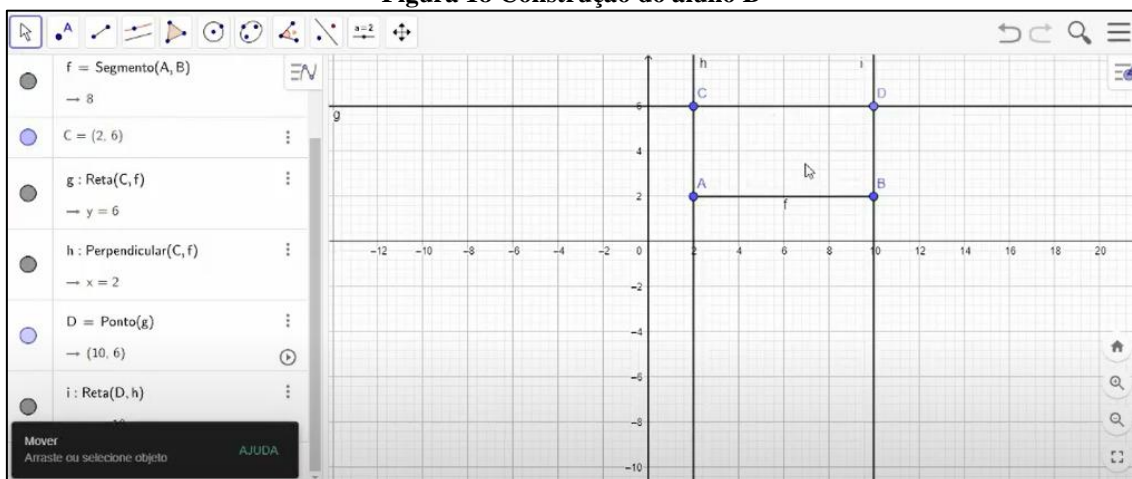 Figura 18 Construção do aluno B
A
a=2
f = Segmento(A, B)
→ 8
C = (2, 6)
g : Reta(C, f)
→ y = 6
h : Perpendicular(C, f)
→ x = 2
D = Ponto(g)
→ (10, 6)
i : Reta(D, h)
Mover
Arraste ou selecione objeto
AJUDA
h
i
C
D
6
g
4
A
B
2
f
-12 -10 -8 -6 -4 -2 0 2 4 6 8 10 12 14 16 18 20
-2
-4
-6
-8
-10